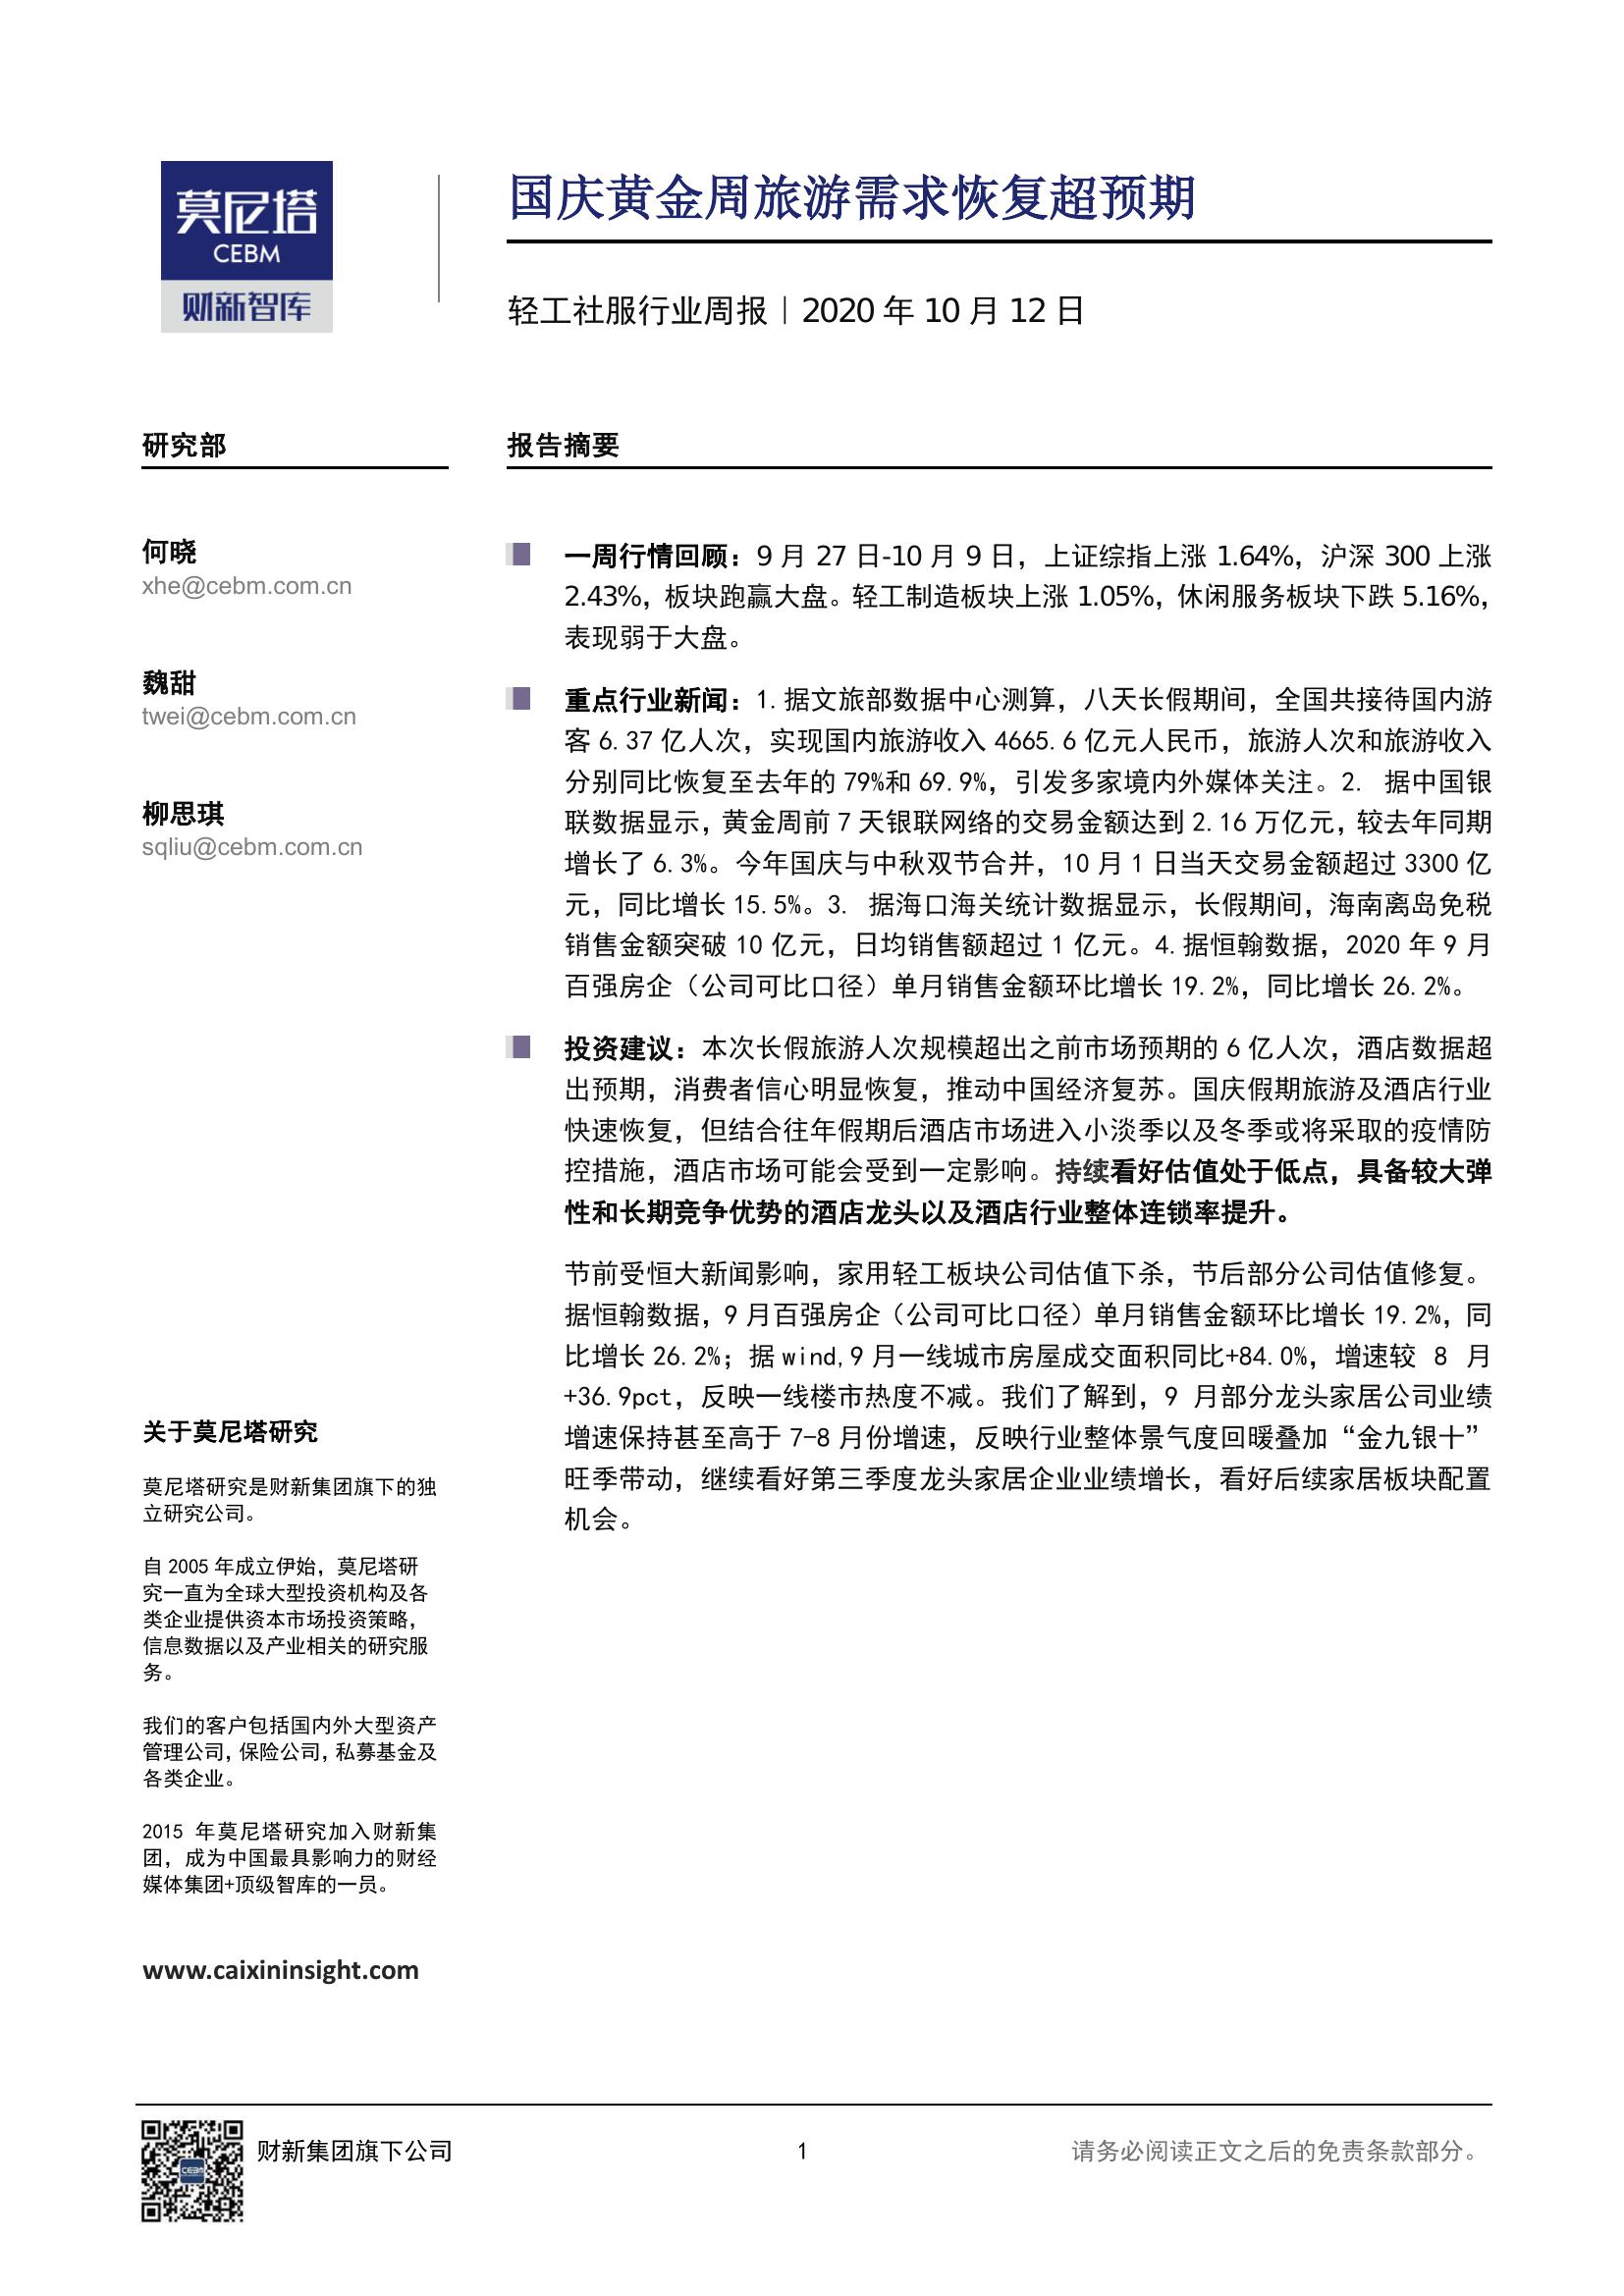 莫尼塔
CEBM
财新智库
国庆黄金周旅游需求恢复超预期
轻工社服行业周报｜2020 年 10 月 12 日
研究部
何晓
xhe@cebm.com.cn
魏甜
twei@cebm.com.cn
柳思琪
sqliu@cebm.com.cn
报告摘要
一周行情回顾：9 月 27 日-10 月 9 日，上证综指上涨 1.64%，沪深 300 上涨
2.43%，板块跑赢大盘。轻工制造板块上涨 1.05%，休闲服务板块下跌 5.16%，
表现弱于大盘。
重点行业新闻：1.据文旅部数据中心测算，八天长假期间，全国共接待国内游
客 6.37 亿人次，实现国内旅游收入 4665.6 亿元人民币，旅游人次和旅游收入
分别同比恢复至去年的 79%和 69.9%，引发多家境内外媒体关注。2. 据中国银
联数据显示，黄金周前 7 天银联网络的交易金额达到 2.16 万亿元，较去年同期
增长了 6.3%。今年国庆与中秋双节合并，10 月 1 日当天交易金额超过 3300 亿
元，同比增长 15.5%。3. 据海口海关统计数据显示，长假期间，海南离岛免税
销售金额突破 10 亿元，日均销售额超过 1 亿元。4.据恒翰数据，2020 年 9 月
百强房企（公司可比口径）单月销售金额环比增长 19.2%，同比增长 26.2%。
投资建议：本次长假旅游人次规模超出之前市场预期的 6 亿人次，酒店数据超
出预期，消费者信心明显恢复，推动中国经济复苏。国庆假期旅游及酒店行业
快速恢复，但结合往年假期后酒店市场进入小淡季以及冬季或将采取的疫情防
控措施，酒店市场可能会受到一定影响。持续看好估值处于低点，具备较大弹
性和长期竞争优势的酒店龙头以及酒店行业整体连锁率提升。
节前受恒大新闻影响，家用轻工板块公司估值下杀，节后部分公司估值修复。
据恒翰数据，9 月百强房企（公司可比口径）单月销售金额环比增长 19.2%，同
比增长 26.2%；据 wind,9 月一线城市房屋成交面积同比+84.0%，增速较 8 月
+36.9pct，反映一线楼市热度不减。我们了解到，9 月部分龙头家居公司业绩
增速保持甚至高于 7-8 月份增速，反映行业整体景气度回暖叠加“金九银十”
旺季带动，继续看好第三季度龙头家居企业业绩增长，看好后续家居板块配置
机会。
关于莫尼塔研究
莫尼塔研究是财新集团旗下的独
立研究公司。
自 2005 年成立伊始，莫尼塔研
究一直为全球大型投资机构及各
类企业提供资本市场投资策略，
信息数据以及产业相关的研究服
务。
我们的客户包括国内外大型资产
管理公司，保险公司，私募基金及
各类企业。
2015 年莫尼塔研究加入财新集
团，成为中国最具影响力的财经
媒体集团+顶级智库的一员。
www.caixininsight.com
CEBM
财新集团旗下公司
1
请务必阅读正文之后的免责条款部分。